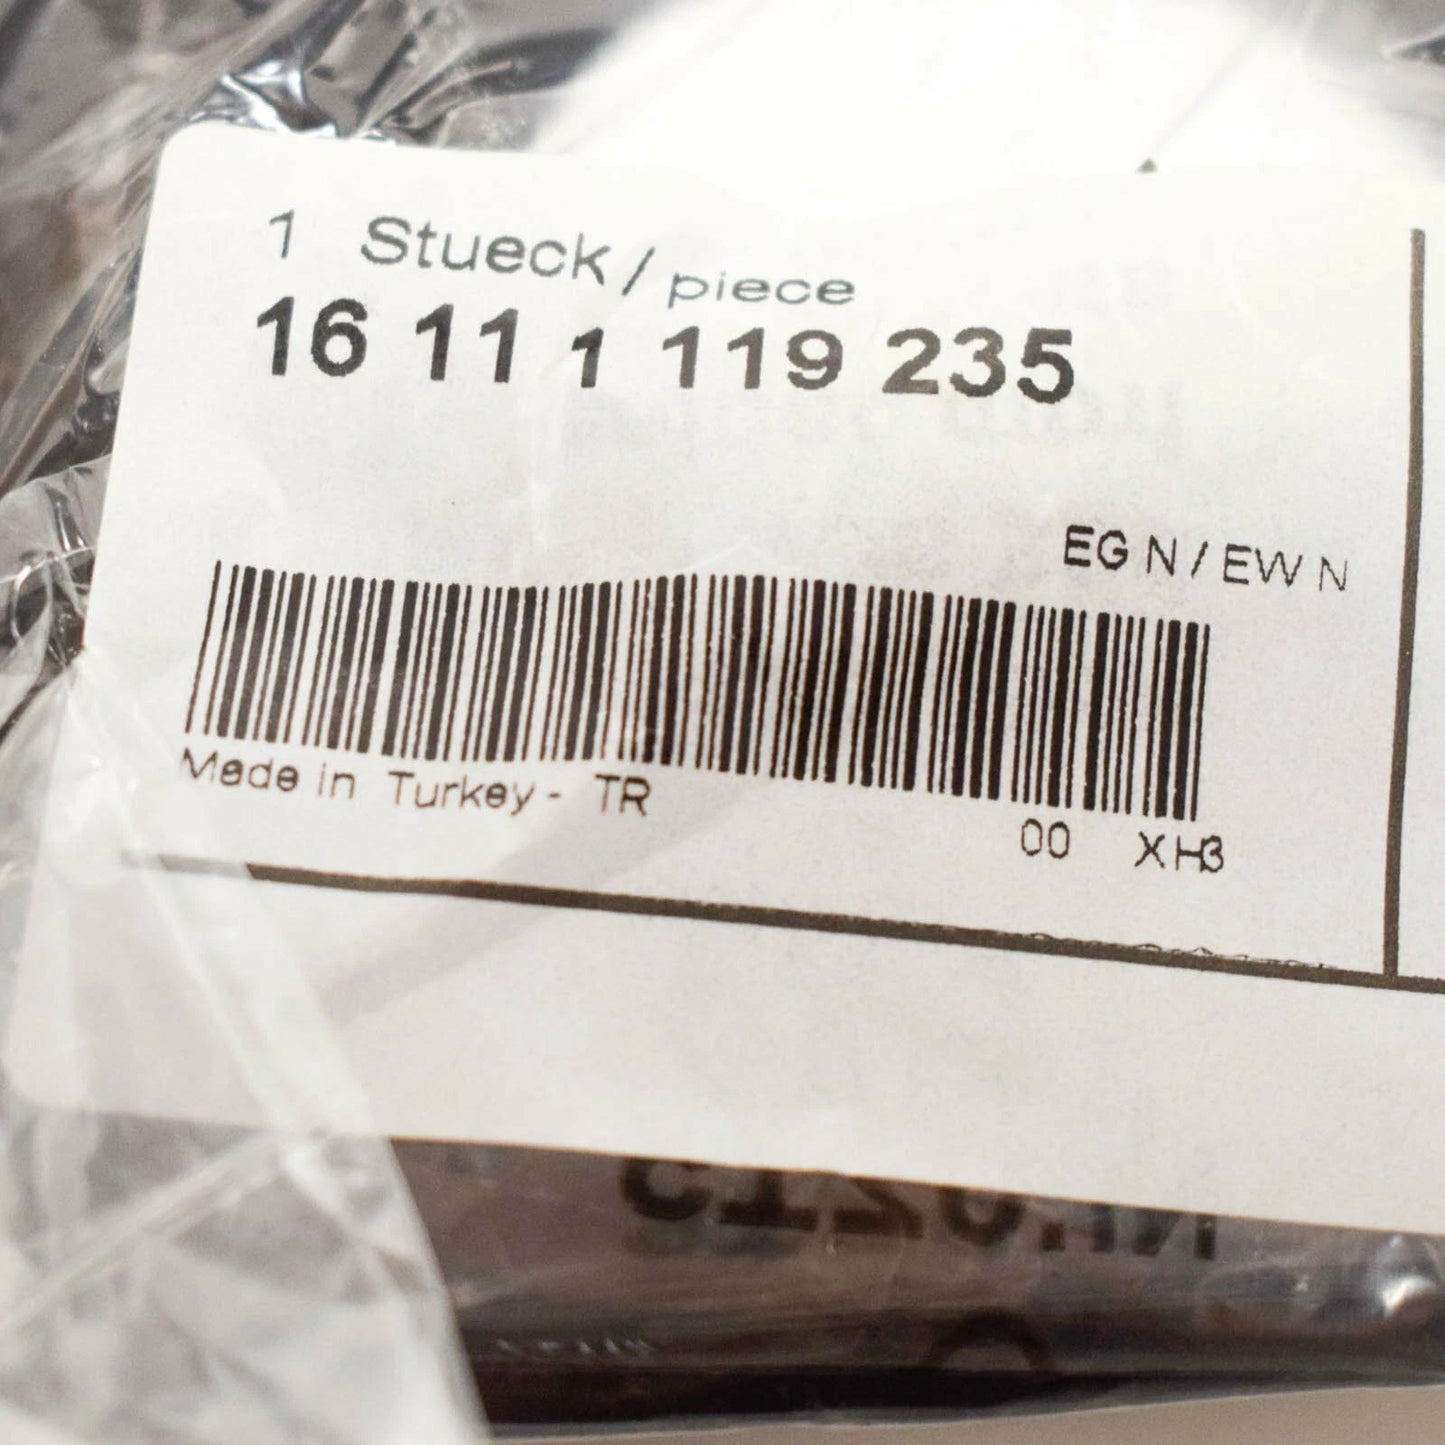 1 Stueck / piece
16 11 1 119 235
EG N / EW N
Made in Turkey - TR
00 XH3